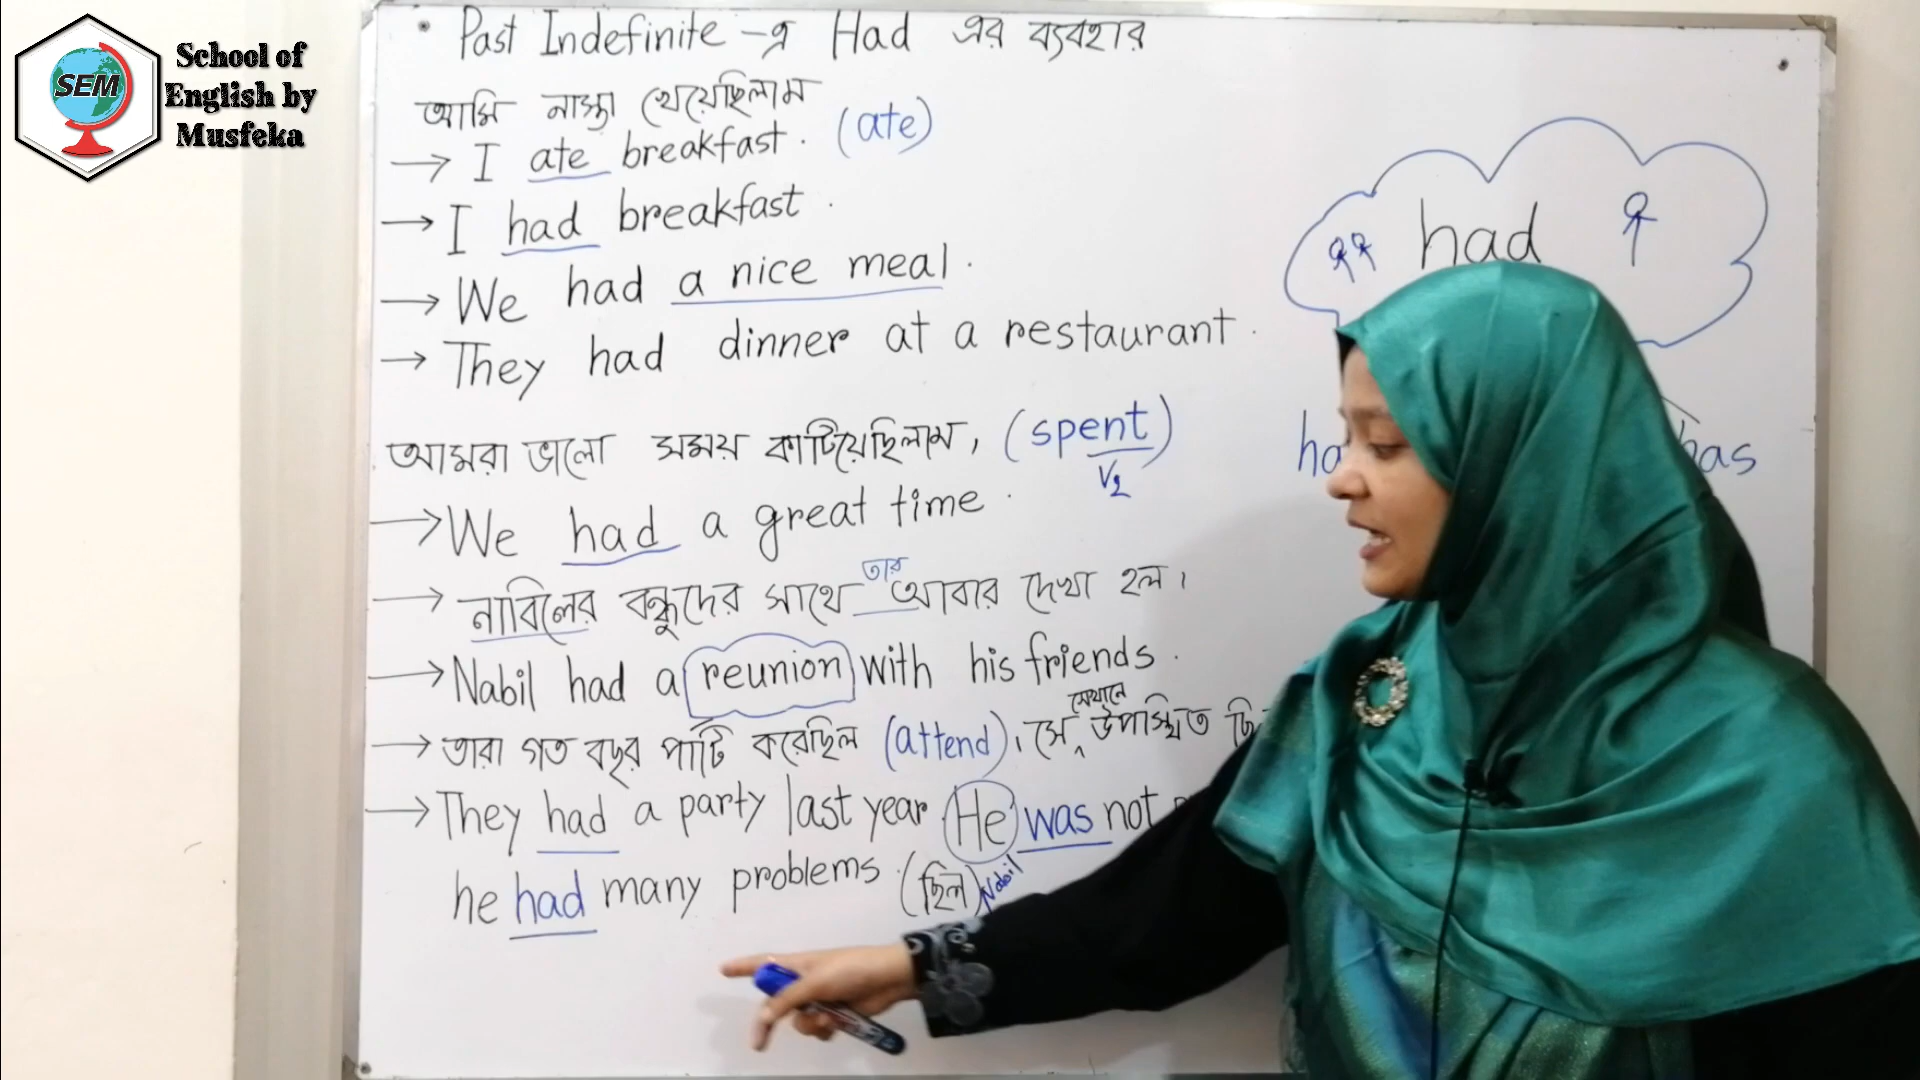 School of
English by
Musfeka
SEM
• Past Indefinite -এ Had এর ব্যবহার
আমি নাস্তা খেয়েছিলাম
→ I ate breakfast. (ate)
→ I had breakfast.
→ We had a nice meal.
→ They had dinner at a restaurant.
আমরা ভালো সময় কাটিয়েছিলাম, (spent)
V2
→ We had a great time.
→ নাবিলের বন্ধুদের সাথে তার আবার দেখা হল।
→ Nabil had a reunion with his friends.
→ তারা গত বছর পার্টি করেছিল (attend), সে সেখানে উপস্থিত
→ They had a party last year. He was not
he had many problems. (ছিল) Nabil
had
has